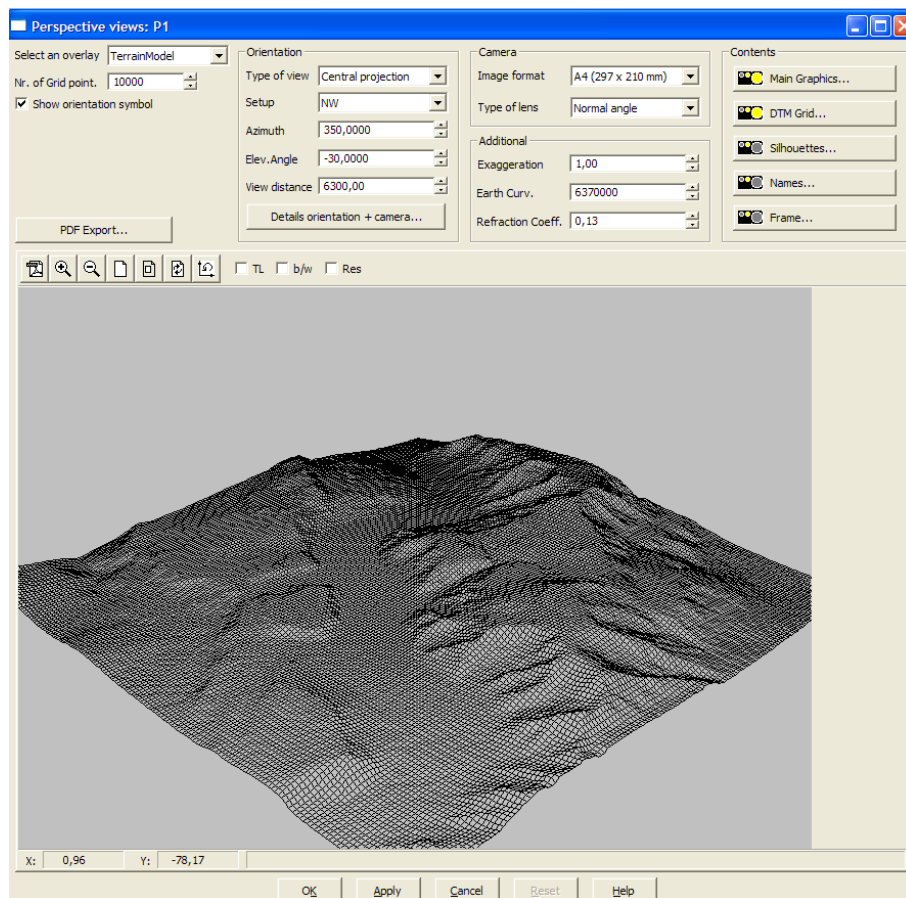 Perspective views: P1
Select an overlay TerrainModel
Nr. of Grid point. 10000
Show orientation symbol
PDF Export...
Orientation
Type of view Central projection
Setup NW
Azimuth 350,0000
Elev.Angle -30,0000
View distance 6300,00
Details orientation + camera...
Camera
Image format A4 (297 x 210 mm)
Type of lens Normal angle
Additional
Exaggeration 1,00
Earth Curv. 6370000
Refraction Coeff. 0,13
Contents
Main Graphics...
DTM Grid...
Silhouettes...
Names...
Frame...
TL b/w Res
X: 0,96 Y: -78,17
OK Apply Cancel Reset Help